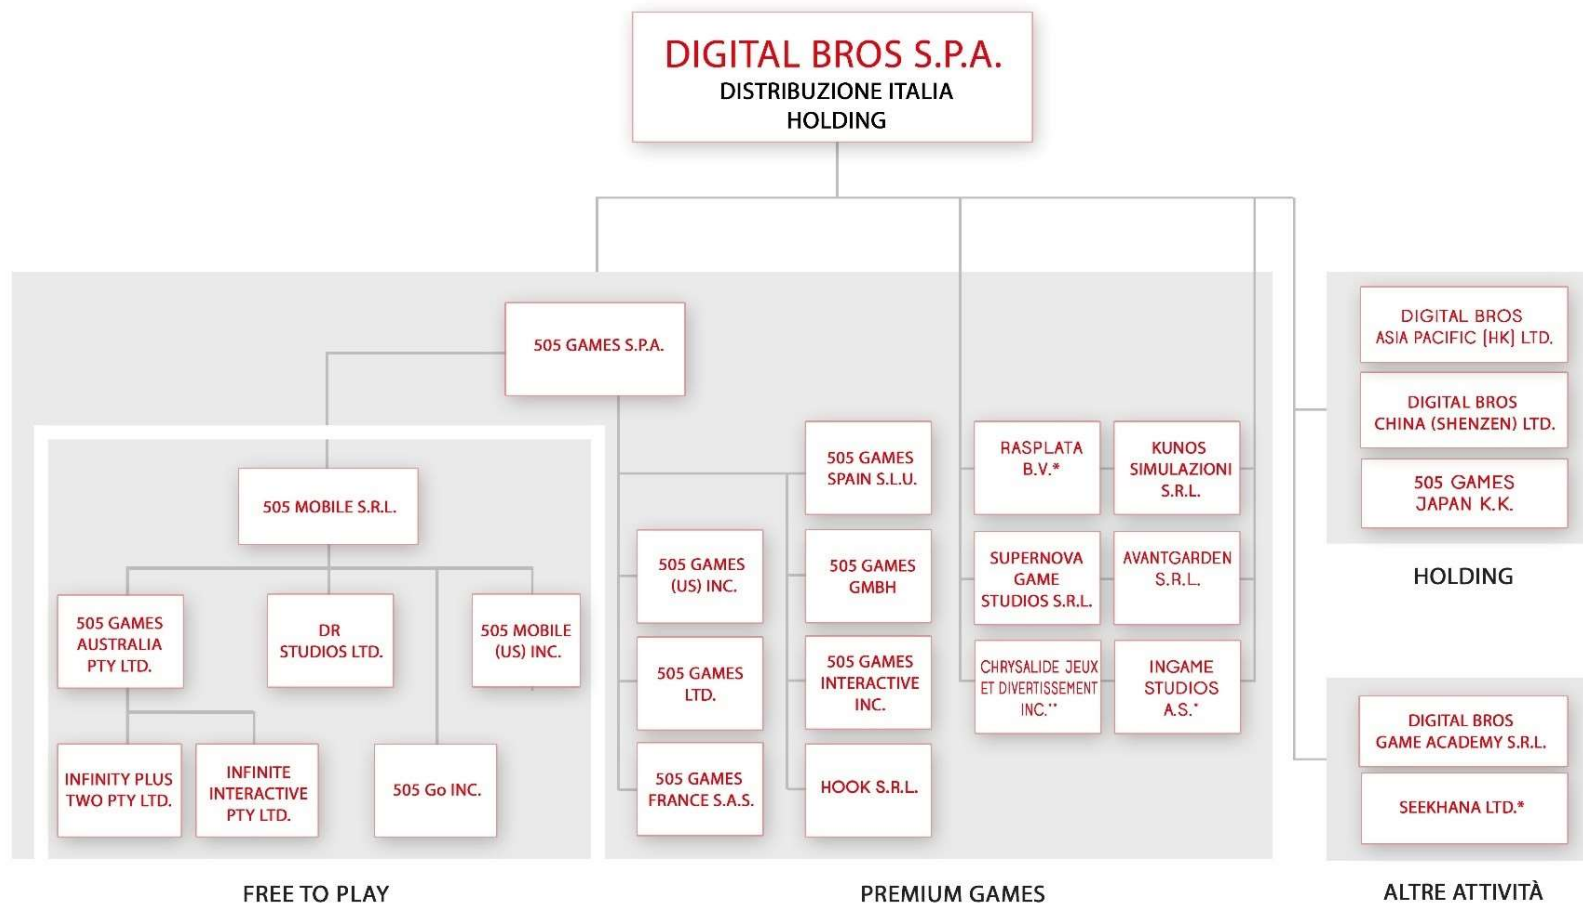 DIGITAL BROS S.P.A.
DISTRIBUZIONE ITALIA
HOLDING
505 GAMES S.P.A.
505 MOBILE S.R.L.
505 GAMES
AUSTRALIA
PTY LTD.
DR
STUDIOS LTD.
505 MOBILE
(US) INC.
INFINITY PLUS
TWO PTY LTD.
INFINITE
INTERACTIVE
PTY LTD.
505 Go INC.
FREE TO PLAY
505 GAMES
(US) INC.
505 GAMES
LTD.
505 GAMES
FRANCE S.A.S.
505 GAMES
SPAIN S.L.U.
505 GAMES
GMBH
505 GAMES
INTERACTIVE
INC.
HOOK S.R.L.
RASPLATA
B.V.*
KUNOS
SIMULAZIONI
S.R.L.
SUPERNOVA
GAME
STUDIOS S.R.L.
AVANTGARDEN
S.R.L.
CHRYSALIDE JEUX
ET DIVERTISSEMENT
INC.**
INGAME
STUDIOS
A.S.*
PREMIUM GAMES
DIGITAL BROS
ASIA PACIFIC (HK) LTD.
DIGITAL BROS
CHINA (SHENZEN) LTD.
505 GAMES
JAPAN K.K.
HOLDING
DIGITAL BROS
GAME ACADEMY S.R.L.
SEEKHANA LTD.*
ALTRE ATTIVITÀ